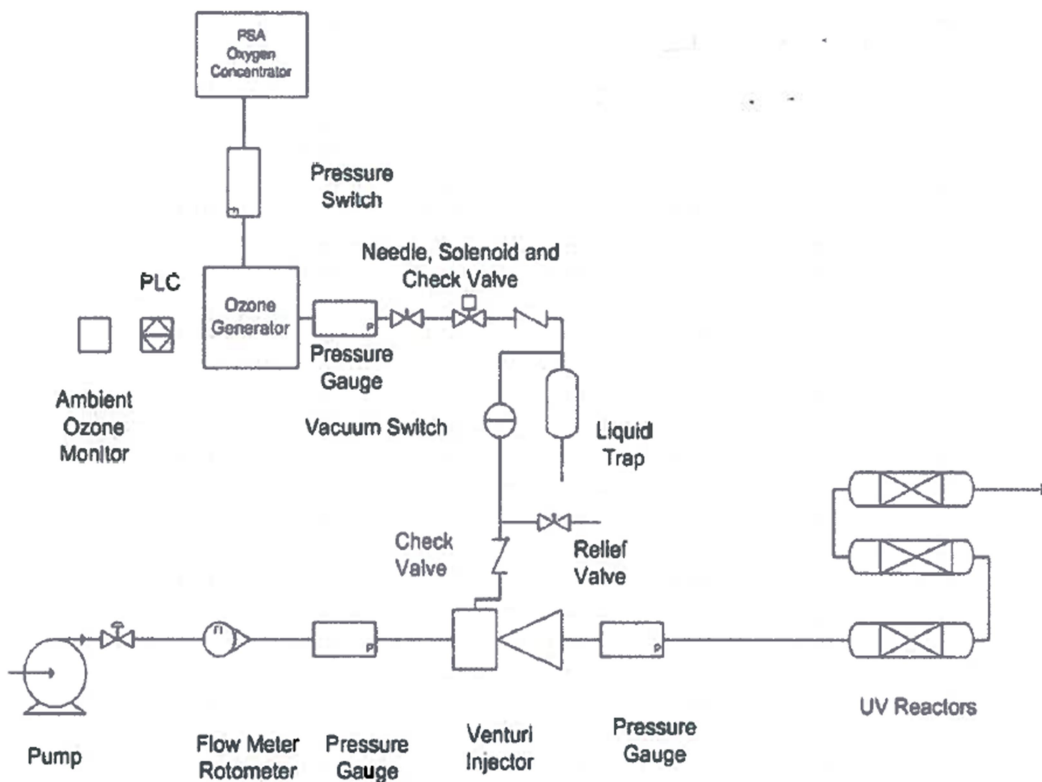 PSA
Oxygen
Concentrator
Pressure
Switch
Needle, Solenoid and
Check Valve
PLC
Ozone
Generator
P
Pressure
Gauge
Ambient
Ozone
Monitor
Vacuum Switch
Liquid
Trap
Check
Valve
Relief
Valve
FI
P
P
Pump
Flow Meter
Rotometer
Pressure
Gauge
Venturi
Injector
Pressure
Gauge
UV Reactors